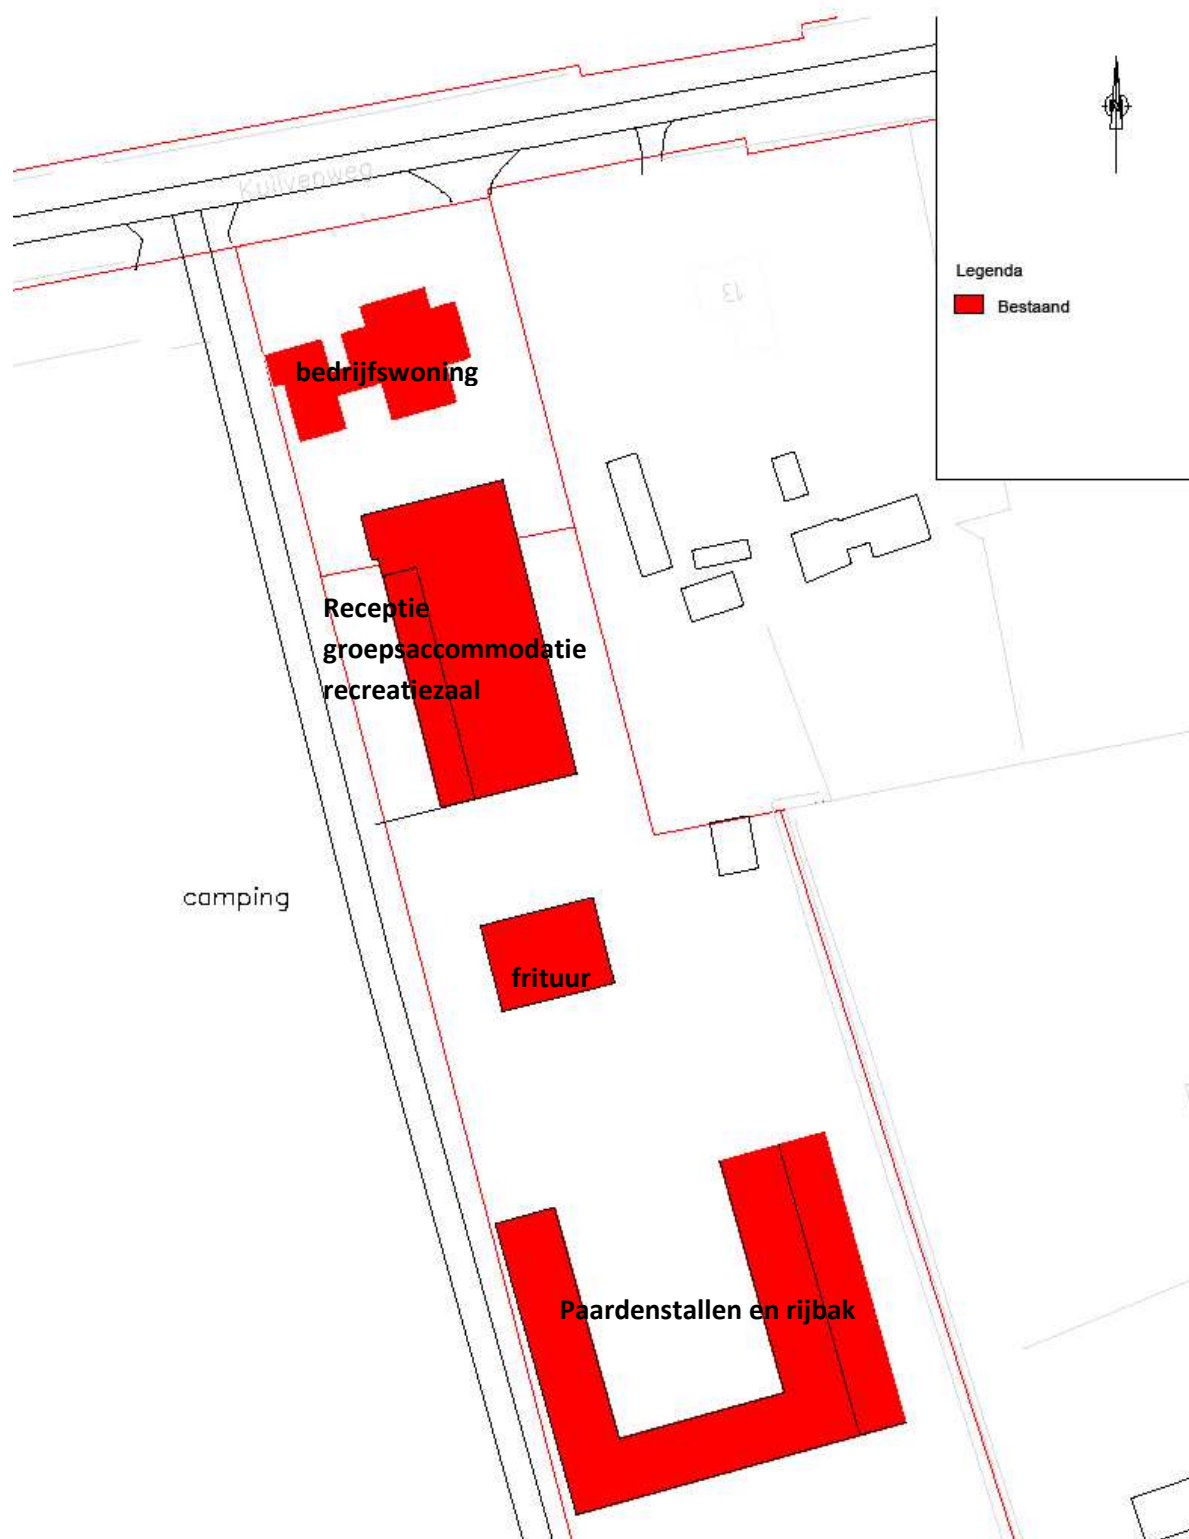 N
Kuilvenweg
Legenda
Bestaand
13
bedrijfswoning
Receptie
groepsaccommodatie
recreatiezaal
camping
frituur
Paardenstallen en rijbak